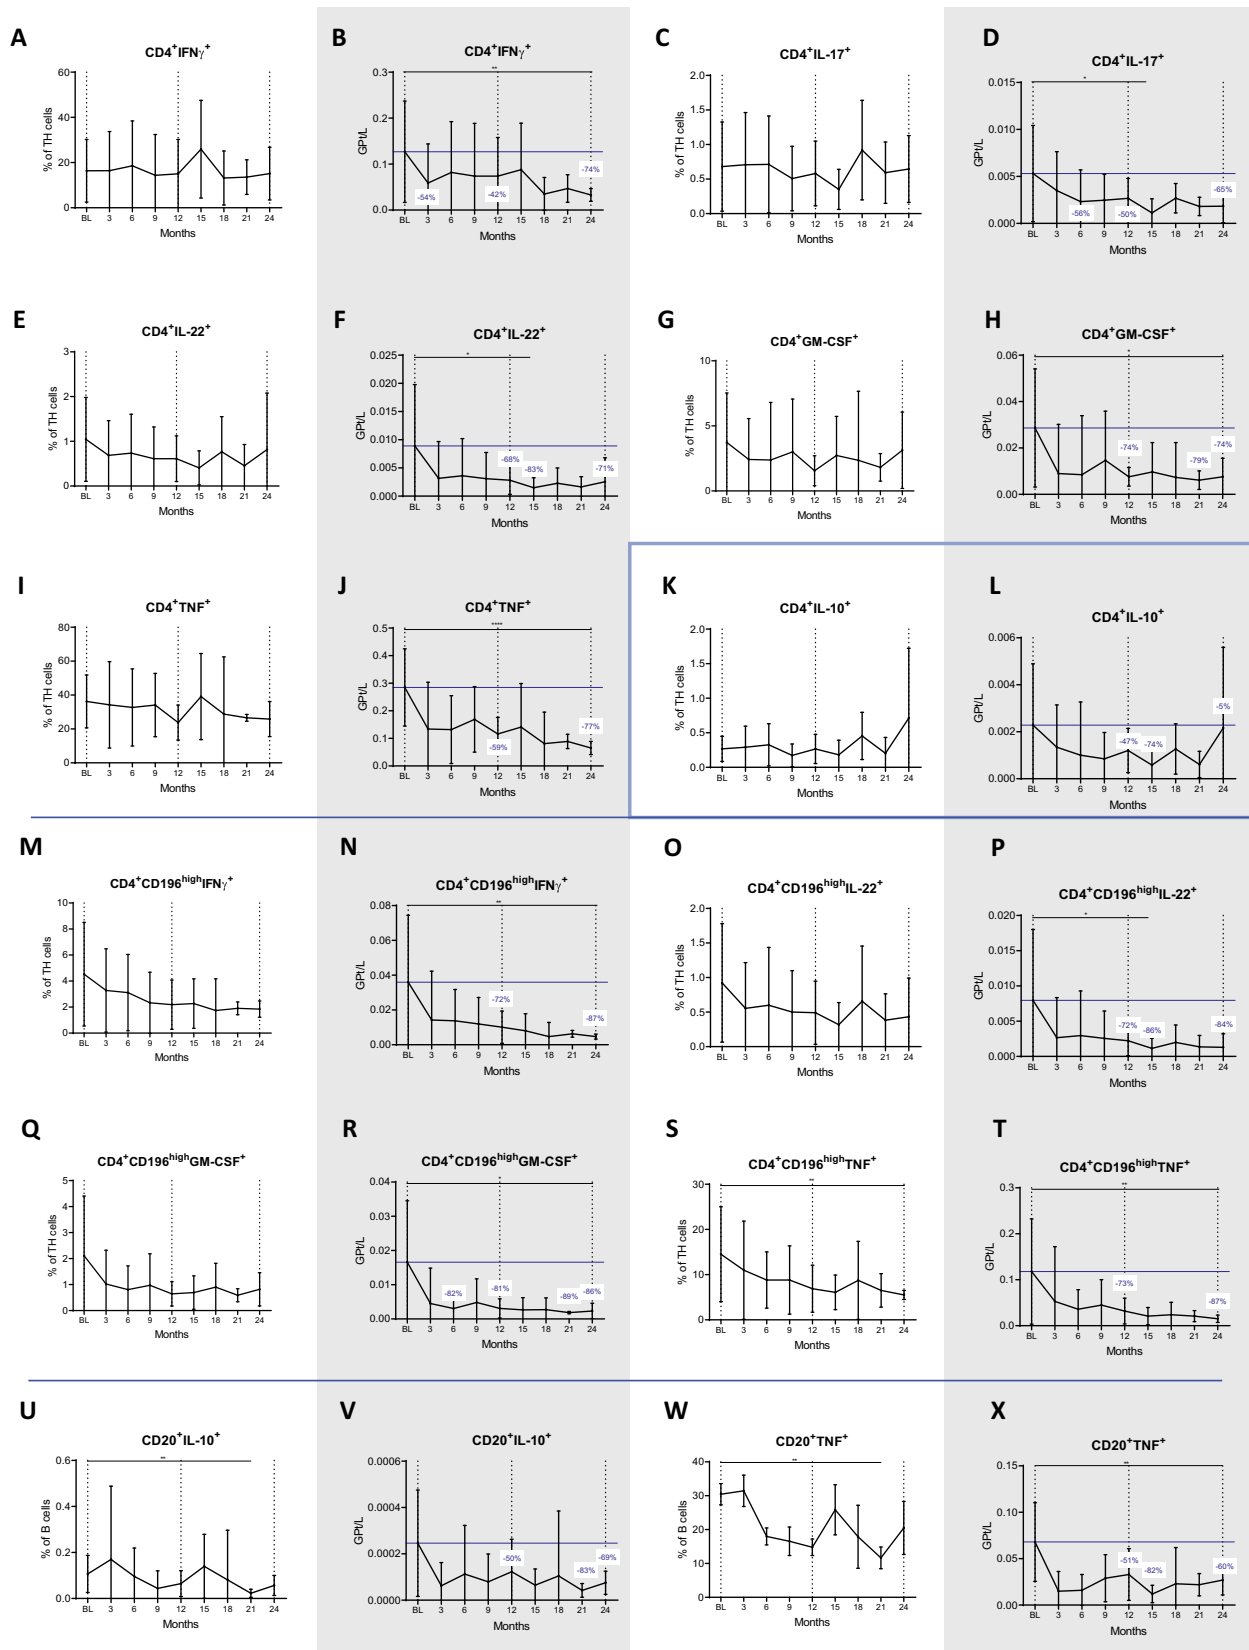 A
CD4+IFNγ+
% of TH cells
60
40
20
0
BL 3 6 9 12 15 18 21 24
Months
B
CD4+IFNγ+
**
GPt/L
0.3
0.2
0.1
0.0
-54%
-42%
-74%
BL 3 6 9 12 15 18 21 24
Months
C
CD4+IL-17+
% of TH cells
2.0
1.5
1.0
0.5
0.0
BL 3 6 9 12 15 18 21 24
Months
D
CD4+IL-17+
*
GPt/L
0.015
0.010
0.005
0.000
-56%
-50%
-65%
BL 3 6 9 12 15 18 21 24
Months
E
CD4+IL-22+
% of TH cells
3
2
1
0
BL 3 6 9 12 15 18 21 24
Months
F
CD4+IL-22+
*
GPt/L
0.025
0.020
0.015
0.010
0.005
0.000
-68%
-83%
-71%
BL 3 6 9 12 15 18 21 24
Months
G
CD4+GM-CSF+
% of TH cells
10
5
0
BL 3 6 9 12 15 18 21 24
Months
H
CD4+GM-CSF+
*
GPt/L
0.06
0.04
0.02
0.00
-74%
-79%
-74%
BL 3 6 9 12 15 18 21 24
Months
I
CD4+TNF+
% of TH cells
80
60
40
20
0
BL 3 6 9 12 15 18 21 24
Months
J
CD4+TNF+
****
GPt/L
0.5
0.4
0.3
0.2
0.1
0.0
-59%
-77%
BL 3 6 9 12 15 18 21 24
Months
K
CD4+IL-10+
% of TH cells
2.0
1.5
1.0
0.5
0.0
BL 3 6 9 12 15 18 21 24
Months
L
CD4+IL-10+
GPt/L
0.006
0.004
0.002
0.000
-47%
-74%
-5%
BL 3 6 9 12 15 18 21 24
Months
M
CD4+CD196highIFNγ+
% of TH cells
10
8
6
4
2
0
BL 3 6 9 12 15 18 21 24
Months
N
CD4+CD196highIFNγ+
**
GPt/L
0.08
0.06
0.04
0.02
0.00
-72%
-87%
BL 3 6 9 12 15 18 21 24
Months
O
CD4+CD196highIL-22+
% of TH cells
2.0
1.5
1.0
0.5
0.0
BL 3 6 9 12 15 18 21 24
Months
P
CD4+CD196highIL-22+
*
GPt/L
0.020
0.015
0.010
0.005
0.000
-72%
-86%
-84%
BL 3 6 9 12 15 18 21 24
Months
Q
CD4+CD196highGM-CSF+
% of TH cells
5
4
3
2
1
0
BL 3 6 9 12 15 18 21 24
Months
R
CD4+CD196highGM-CSF+
*
GPt/L
0.04
0.03
0.02
0.01
0.00
-82%
-81%
-89%
-86%
BL 3 6 9 12 15 18 21 24
Months
S
CD4+CD196highTNF+
**
% of TH cells
30
20
10
0
BL 3 6 9 12 15 18 21 24
Months
T
CD4+CD196highTNF+
**
GPt/L
0.3
0.2
0.1
0.0
-73%
-87%
BL 3 6 9 12 15 18 21 24
Months
U
CD20+IL-10+
**
% of B cells
0.6
0.4
0.2
0.0
BL 3 6 9 12 15 18 21 24
Months
V
CD20+IL-10+
GPt/L
0.0006
0.0004
0.0002
0.0000
-50%
-83%
-69%
BL 3 6 9 12 15 18 21 24
Months
W
CD20+TNF+
**
% of B cells
40
30
20
10
0
BL 3 6 9 12 15 18 21 24
Months
X
CD20+TNF+
**
GPt/L
0.15
0.10
0.05
0.00
-51%
-82%
-60%
BL 3 6 9 12 15 18 21 24
Months